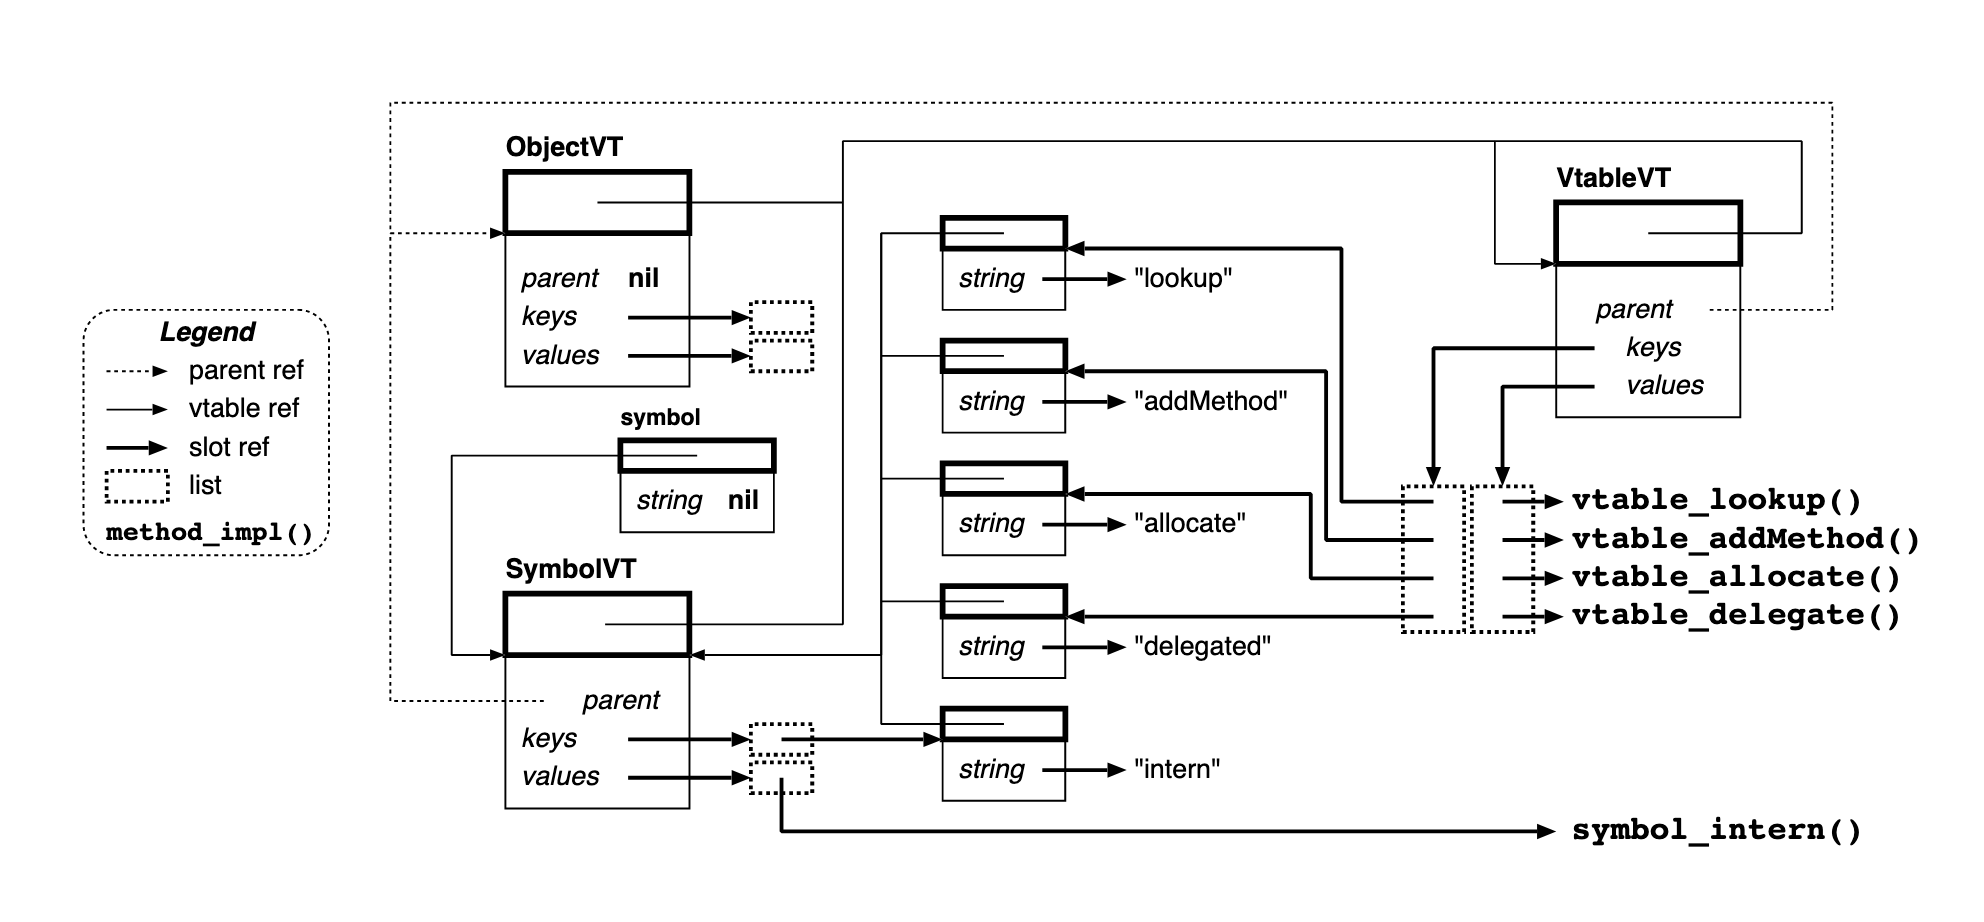 Legend
parent ref
vtable ref
slot ref
list
method_impl()
ObjectVT
parent nil
keys
values
symbol
string nil
SymbolVT
parent
keys
values
string "lookup"
string "addMethod"
string "allocate"
string "delegated"
string "intern"
VtableVT
parent
keys
values
vtable_lookup()
vtable_addMethod()
vtable_allocate()
vtable_delegate()
symbol_intern()